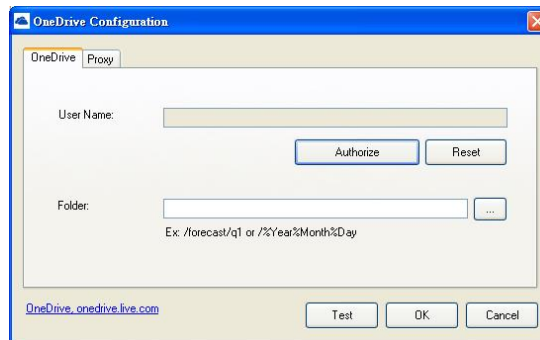 OneDrive Configuration
OneDrive Proxy
User Name:
Authorize Reset
Folder: ...
Ex: /forecast/q1 or /%Year%Month%Day
OneDrive, onedrive.live.com Test OK Cancel